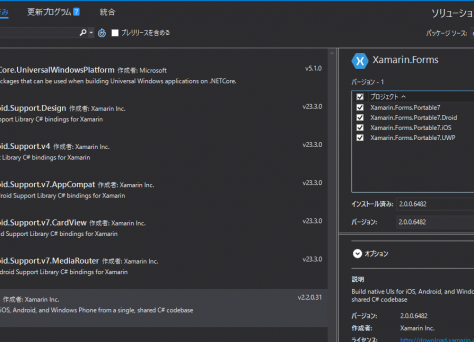 更新プログラム 7 統合
ソリューション
プレリリースを含める
パッケージ ソース:
Core.UniversalWindowsPlatform 作成者: Microsoft
v5.1.0
ackages that can be used when building Universal Windows applications on .NETCore.
oid.Support.Design 作成者: Xamarin Inc.
v23.3.0
upport Library C# bindings for Xamarin
oid.Support.v4 作成者: Xamarin Inc.
v23.3.0
Support Library C# bindings for Xamarin
oid.Support.v7.AppCompat 作成者: Xamarin Inc.
v23.3.0
ndroid Support Library C# bindings for Xamarin
oid.Support.v7.CardView 作成者: Xamarin Inc.
v23.3.0
droid Support Library C# bindings for Xamarin
oid.Support.v7.MediaRouter 作成者: Xamarin Inc.
v23.3.0
ndroid Support Library C# bindings for Xamarin
作成者: Xamarin Inc.
v2.2.0.31
iOS, Android, and Windows Phone from a single, shared C# codebase
Xamarin.Forms
バージョン - 1
プロジェクト
Xamarin.Forms.Portable7
Xamarin.Forms.Portable7.Droid
Xamarin.Forms.Portable7.iOS
Xamarin.Forms.Portable7.UWP
インストール済み: 2.0.0.6482
バージョン: 2.0.0.6482
オプション
説明
Build native UIs for iOS, Android, and Windo
shared C# codebase
バージョン: 2.0.0.6482
作成者: Xamarin Inc.
ライセンス: http://download.xamarin